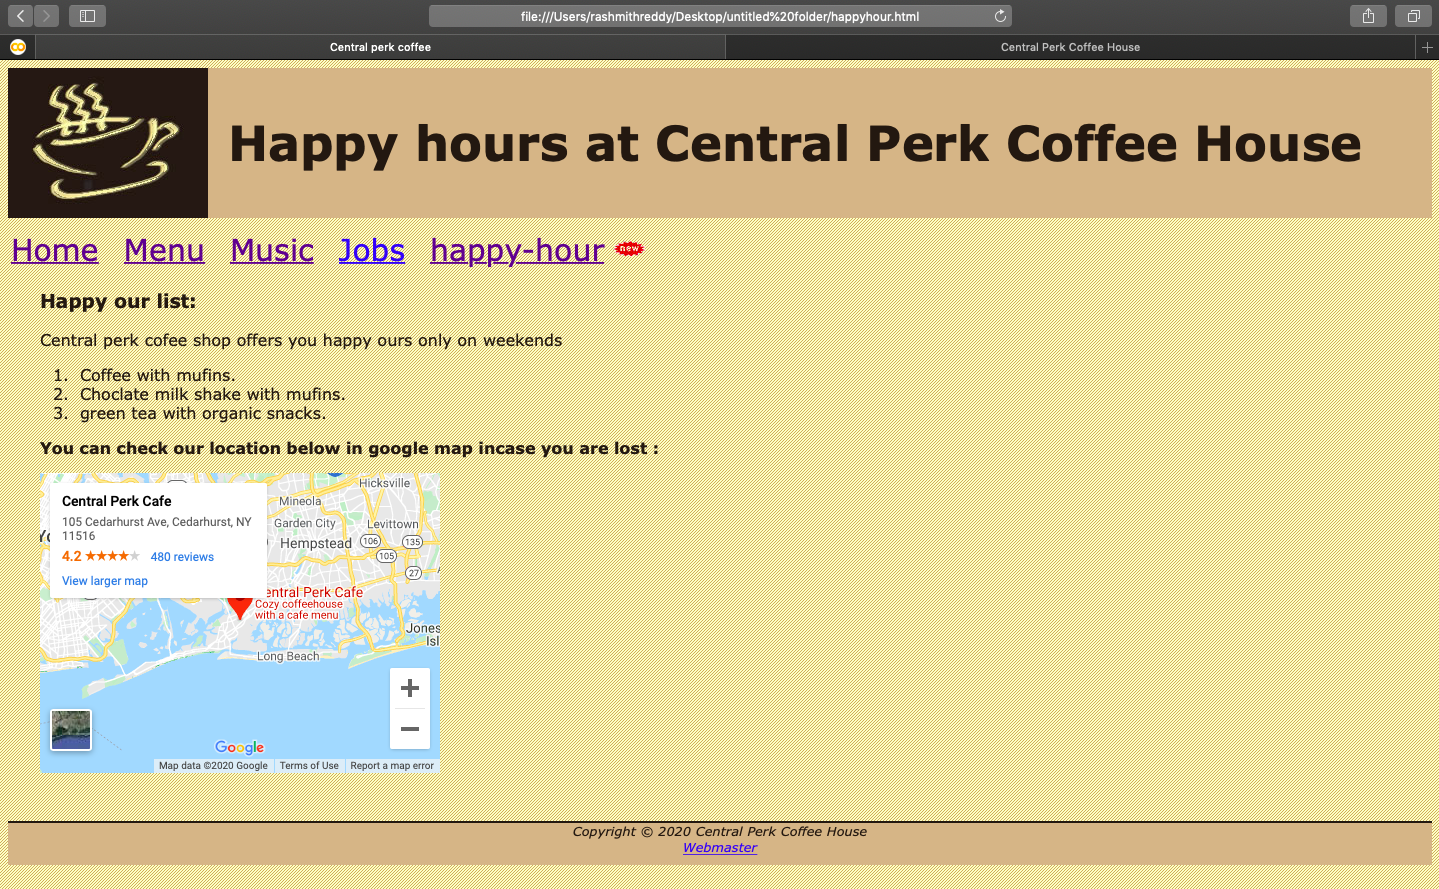 file:///Users/rashmithreddy/Desktop/untitled%20folder/happyhour.html
Central perk coffee
Central Perk Coffee House
Happy hours at Central Perk Coffee House
Home Menu Music Jobs happy-hour new
Happy our list:
Central perk cofee shop offers you happy ours only on weekends
1. Coffee with mufins.
2. Choclate milk shake with mufins.
3. green tea with organic snacks.
You can check our location below in google map incase you are lost :
Hicksville
Central Perk Cafe
Mineola
105 Cedarhurst Ave, Cedarhurst, NY
11516
Garden City
Levittown
Hempstead
106
135
4.2
480 reviews
105
27
View larger map
entral Perk Cafe
Cozy coffeehouse
with a cafe menu
Jones
Isl
Long Beach
Google
Map data ©2020 Google
Terms of Use
Report a map error
Copyright © 2020 Central Perk Coffee House
Webmaster